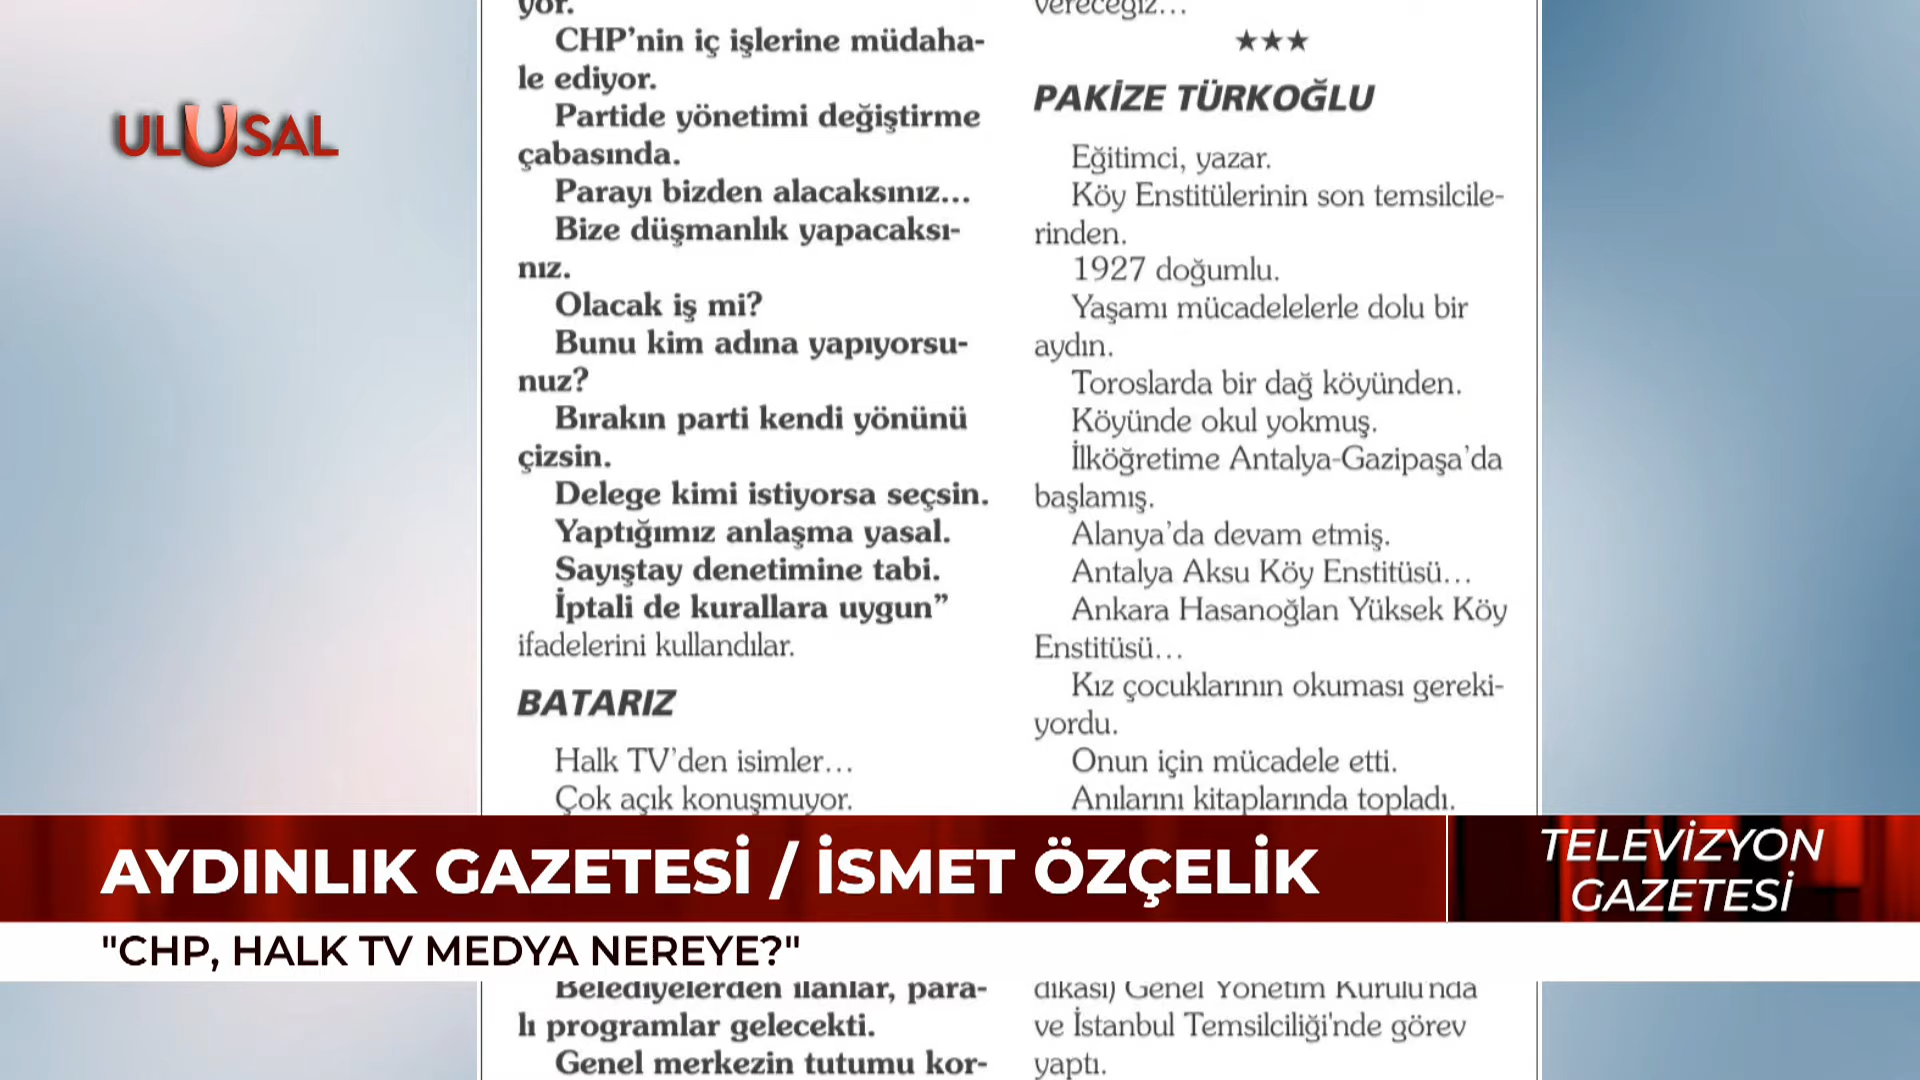 ULUSAL
yor.
CHP’nin iç işlerine müdaha-
le ediyor.
Partide yönetimi değiştirme
çabasında.
Parayı bizden alacaksınız...
Bize düşmanlık yapacaksı-
nız.
Olacak iş mi?
Bunu kim adına yapıyorsu-
nuz?
Bırakın parti kendi yönünü
çizsin.
Delege kimi istiyorsa seçsin.
Yaptığımız anlaşma yasal.
Sayıştay denetimine tabi.
İptali de kurallara uygun”
ifadelerini kullandılar.
BATARIZ
Halk TV’den isimler...
Çok açık konuşmuyor.
Belediyelerden ilanlar, para-
lı programlar gelecekti.
Genel merkezin tutumu kor-
vereceğiz...
★★★
PAKİZE TÜRKOĞLU
Eğitimci, yazar.
Köy Enstitülerinin son temsilcile-
rinden.
1927 doğumlu.
Yaşamı mücadelelerle dolu bir
aydın.
Toroslarda bir dağ köyünden.
Köyünde okul yokmuş.
İlköğretime Antalya-Gazipaşa’da
başlamış.
Alanya’da devam etmiş.
Antalya Aksu Köy Enstitüsü...
Ankara Hasanoğlan Yüksek Köy
Enstitüsü...
Kız çocuklarının okuması gereki-
yordu.
Onun için mücadele etti.
Anılarını kitaplarında topladı.
dikası) Genel Yönetim Kurulu'nda
ve İstanbul Temsilciliği'nde görev
yaptı.
AYDINLIK GAZETESİ / İSMET ÖZÇELİK
TELEVİZYON
GAZETESİ
"CHP, HALK TV MEDYA NEREYE?"